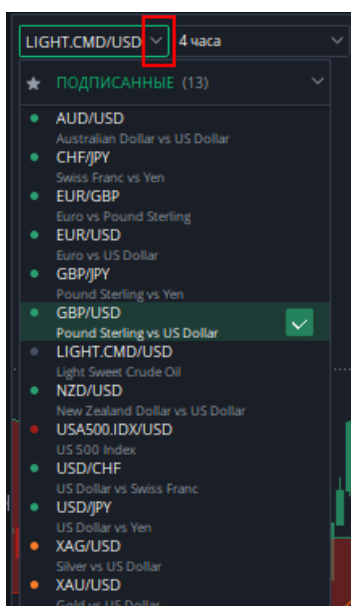 LIGHT.CMD/USD 4 часа
ПОДПИСАННЫЕ (13)
AUD/USD
Australian Dollar vs US Dollar
CHF/JPY
Swiss Franc vs Yen
EUR/GBP
Euro vs Pound Sterling
EUR/USD
Euro vs US Dollar
GBP/JPY
Pound Sterling vs Yen
GBP/USD
Pound Sterling vs US Dollar
LIGHT.CMD/USD
Light Sweet Crude Oil
NZD/USD
New Zealand Dollar vs US Dollar
USA500.IDX/USD
US 500 Index
USD/CHF
US Dollar vs Swiss Franc
USD/JPY
US Dollar vs Yen
XAG/USD
Silver vs US Dollar
XAU/USD
Gold vs US Dollar